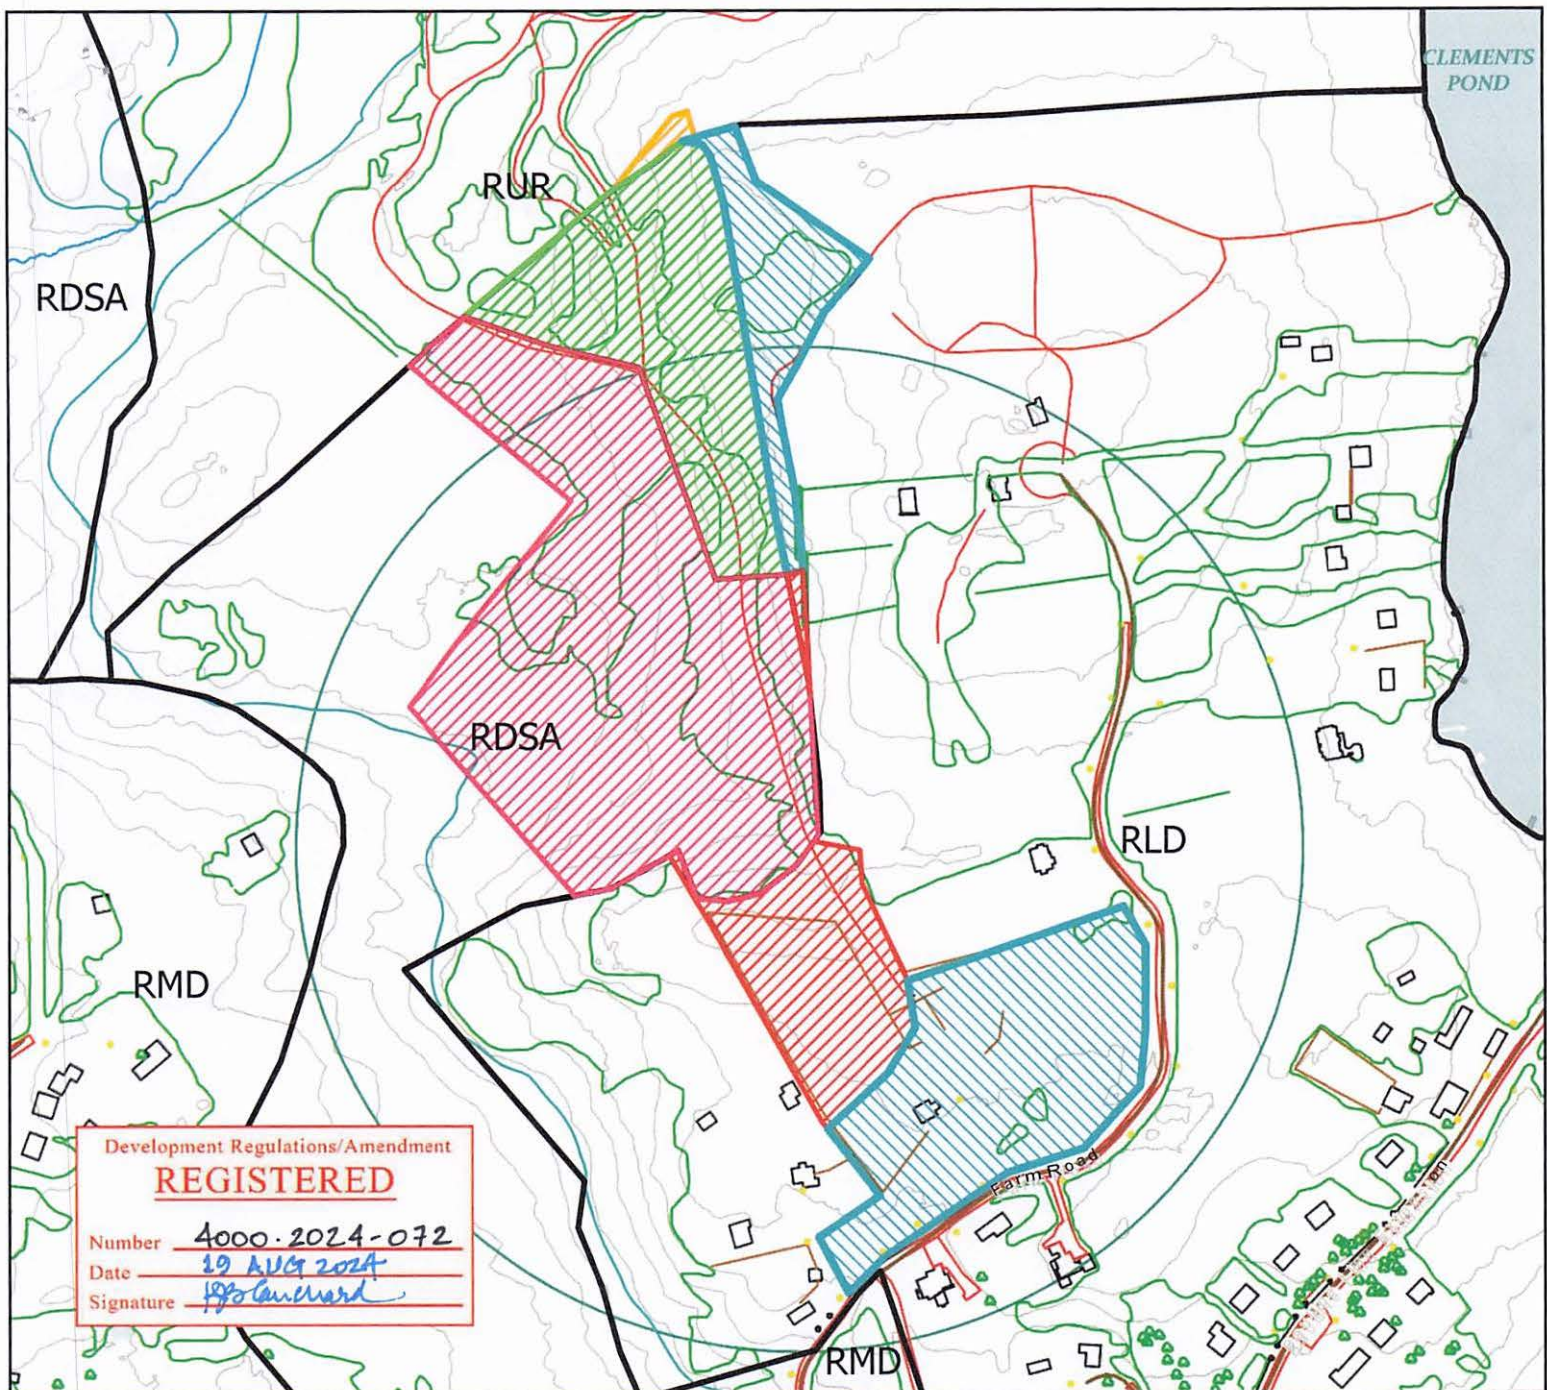 CLEMENTS
POND
RUR
RDSA
RDSA
RLD
RMD
Farm Road
RMD
Development Regulations/Amendment
REGISTERED
Number 4000-2024-072
Date 19 AUG 2024
Signature